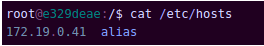 root@e329deae:/$ cat /etc/hosts
172.19.0.41  alias